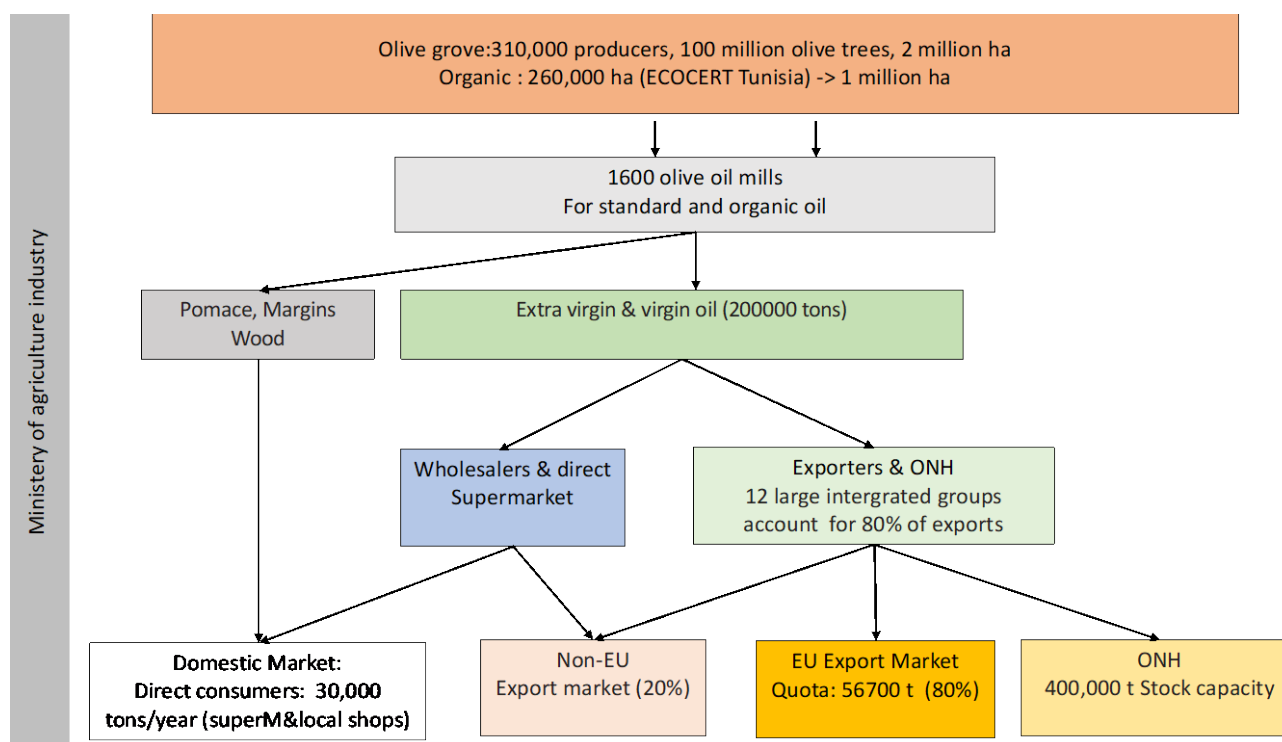 Olive grove:310,000 producers, 100 million olive trees, 2 million ha
Organic : 260,000 ha (ECOCERT Tunisia) -> 1 million ha
1600 olive oil mills
For standard and organic oil
Ministery of agriculture industry
Pomace, Margins
Wood
Extra virgin & virgin oil (200000 tons)
Wholesalers & direct
Supermarket
Exporters & ONH
12 large intergrated groups
account for 80% of exports
Domestic Market:
Direct consumers: 30,000
tons/year (superM&local shops)
Non-EU
Export market (20%)
EU Export Market
Quota: 56700 t (80%)
ONH
400,000 t Stock capacity